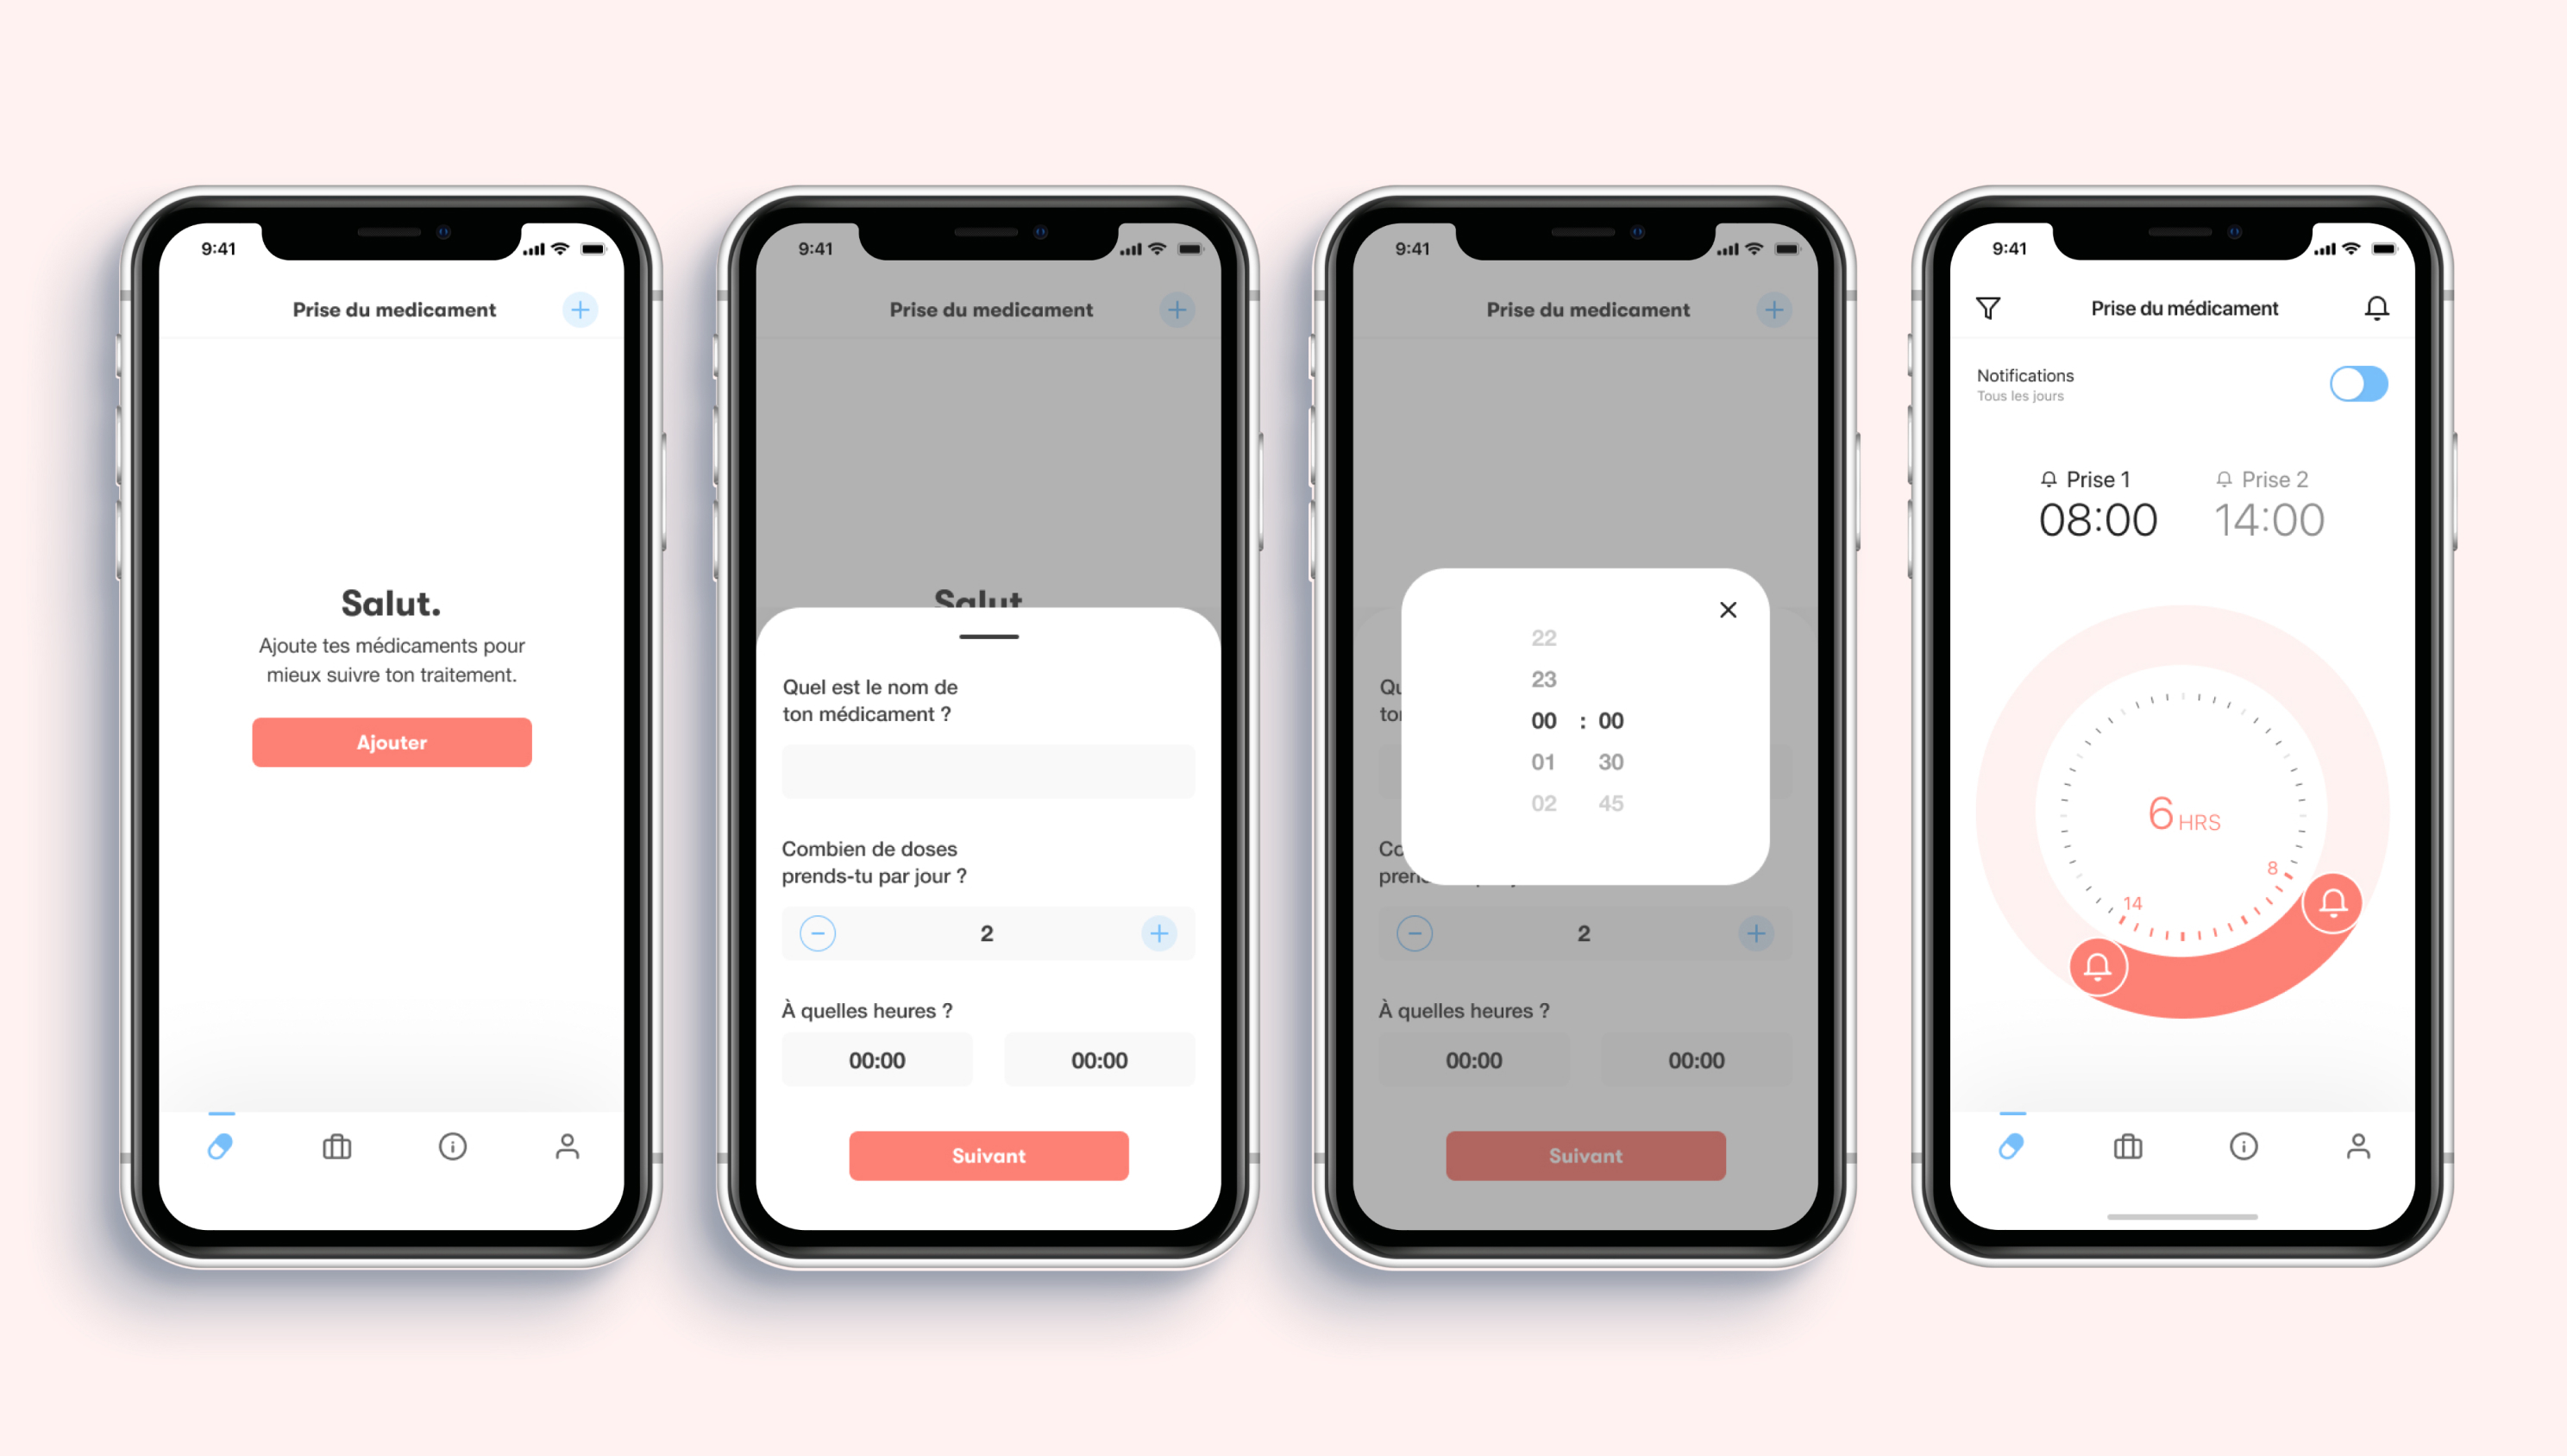 9:41
Prise du medicament
Salut.
Ajoute tes médicaments pour
mieux suivre ton traitement.
Ajouter
9:41
Prise du medicament
Salut
Quel est le nom de
ton médicament ?
Combien de doses
prends-tu par jour ?
2
À quelles heures ?
00:00 00:00
Suivant
9:41
Prise du medicament
22
23
00 : 00
01 30
02 45
2
À quelles heures ?
00:00 00:00
Suivant
9:41
Prise du médicament
Notifications
Tous les jours
Prise 1 Prise 2
08:00 14:00
6 HRS
8
14